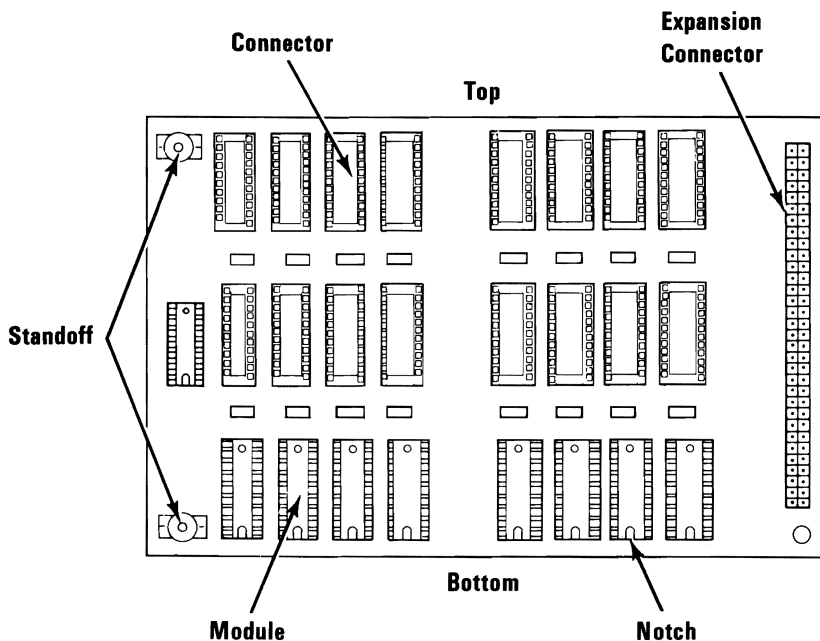 Expansion
Connector
Connector
Top
Standoff
Bottom
Module
Notch